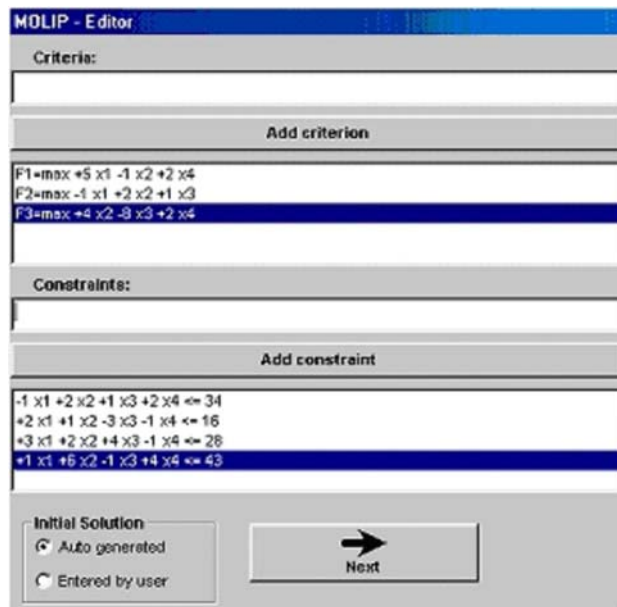 MOLIP - Editor
Criteria:
Add criterion
F1=max +5 x1 -1 x2 +2 x4
F2=max -1 x1 +2 x2 +1 x3
F3=max +4 x2 -8 x3 +2 x4
Constraints:
Add constraint
-1 x1 +2 x2 +1 x3 +2 x4 <= 34
+2 x1 +1 x2 -3 x3 -1 x4 <= 16
+3 x1 +2 x2 +4 x3 -1 x4 <= 28
+1 x1 +6 x2 -1 x3 +4 x4 <= 43
Initial Solution
Auto generated
Entered by user
Next